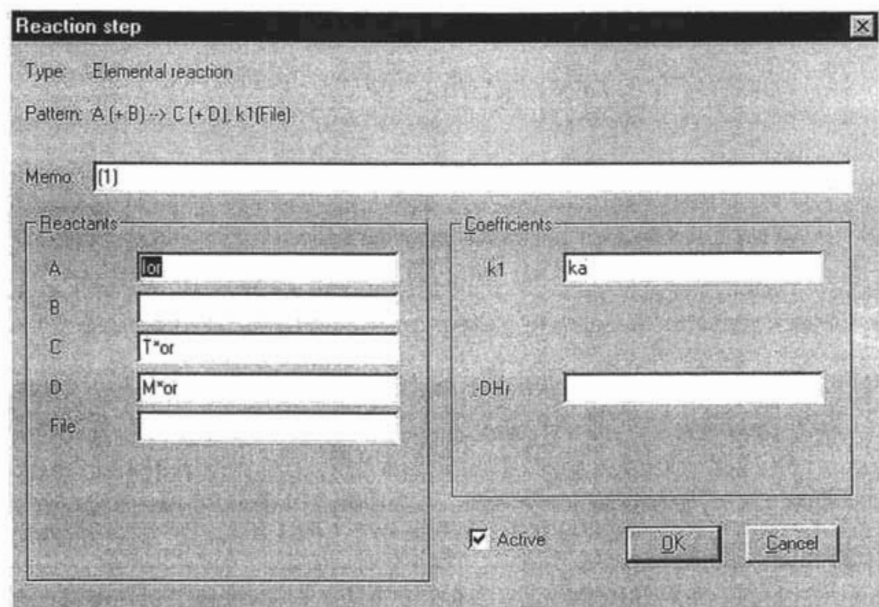 Reaction step
Type: Elemental reaction
Pattern: A (+ B) --> C (+ D), k1(File)
Memo (1)
Reactants
A Ior
B
C T*or
D M*or
File
Coefficients
k1 ka
-DHr
Active
OK
Cancel